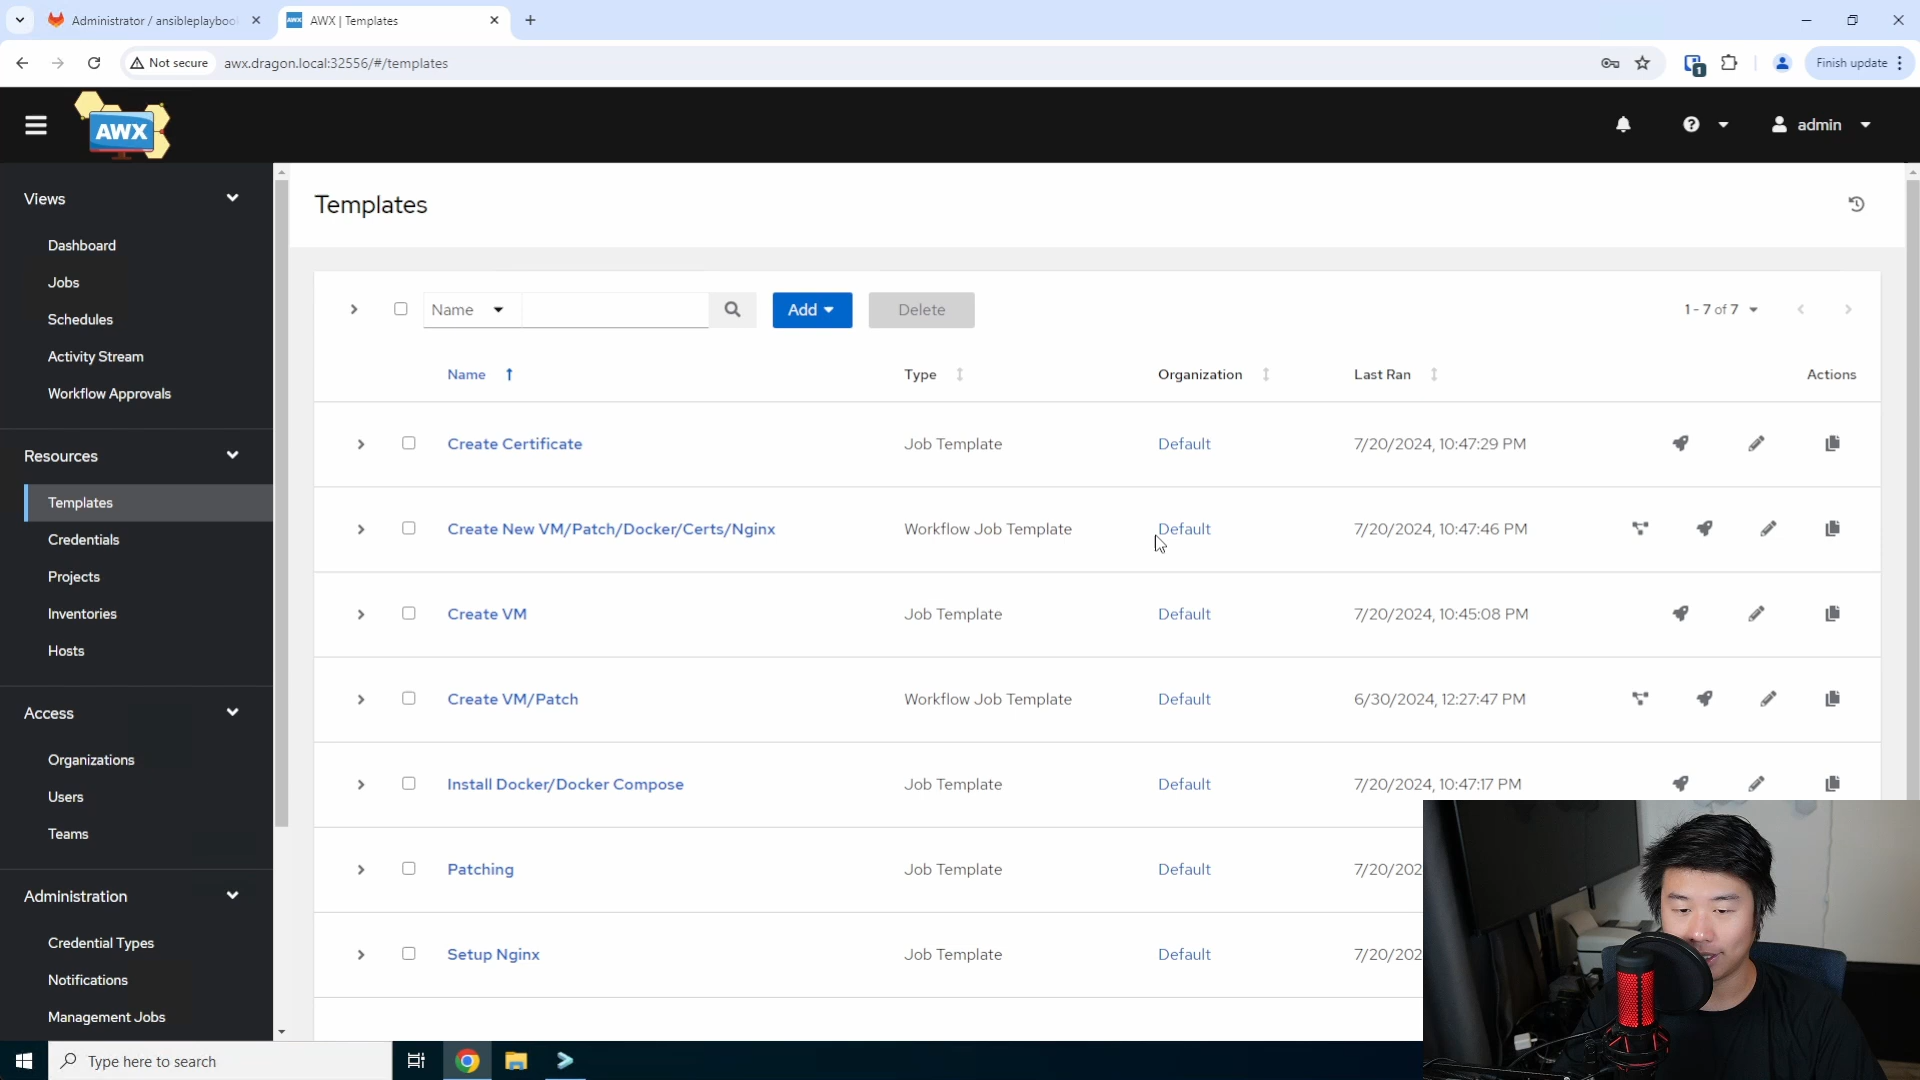 Administrator / ansibleplaybook
AWX | Templates
Not secure
awx.dragon.local:32556/#/templates
1
Finish update
AWX
admin
Views
Dashboard
Jobs
Schedules
Activity Stream
Workflow Approvals
Resources
Templates
Credentials
Projects
Inventories
Hosts
Access
Organizations
Users
Teams
Administration
Credential Types
Notifications
Management Jobs
Templates
Name
Add
Delete
1 - 7 of 7
Name
Type
Organization
Last Ran
Actions
Create Certificate
Job Template
Default
7/20/2024, 10:47:29 PM
Create New VM/Patch/Docker/Certs/Nginx
Workflow Job Template
Default
7/20/2024, 10:47:46 PM
Create VM
Job Template
Default
7/20/2024, 10:45:08 PM
Create VM/Patch
Workflow Job Template
Default
6/30/2024, 12:27:47 PM
Install Docker/Docker Compose
Job Template
Default
7/20/2024, 10:47:17 PM
Patching
Job Template
Default
7/20/202
Setup Nginx
Job Template
Default
7/20/202
Type here to search